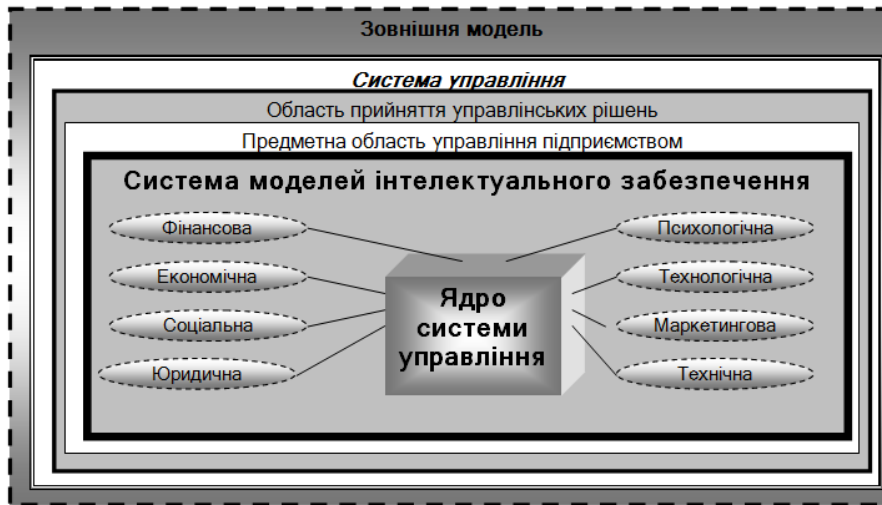 Зовнішня модель
Система управління
Область прийняття управлінських рішень
Предметна область управління підприємством
Система моделей інтелектуального забезпечення
Фінансова
Економічна
Соціальна
Юридична
Ядро
системи
управління
Психологічна
Технологічна
Маркетингова
Технічна